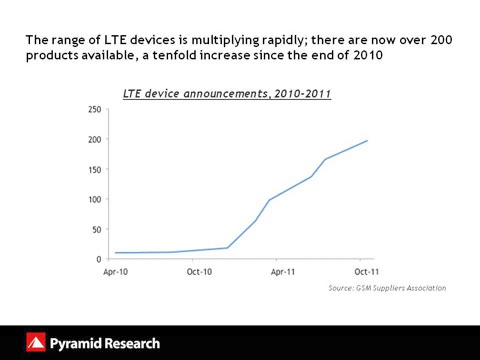 The range of LTE devices is multiplying rapidly; there are now over 200
products available, a tenfold increase since the end of 2010
LTE device announcements, 2010-2011
250
200
150
100
50
0
Apr-10 Oct-10 Apr-11 Oct-11
Source: GSM Suppliers Association
Pyramid Research